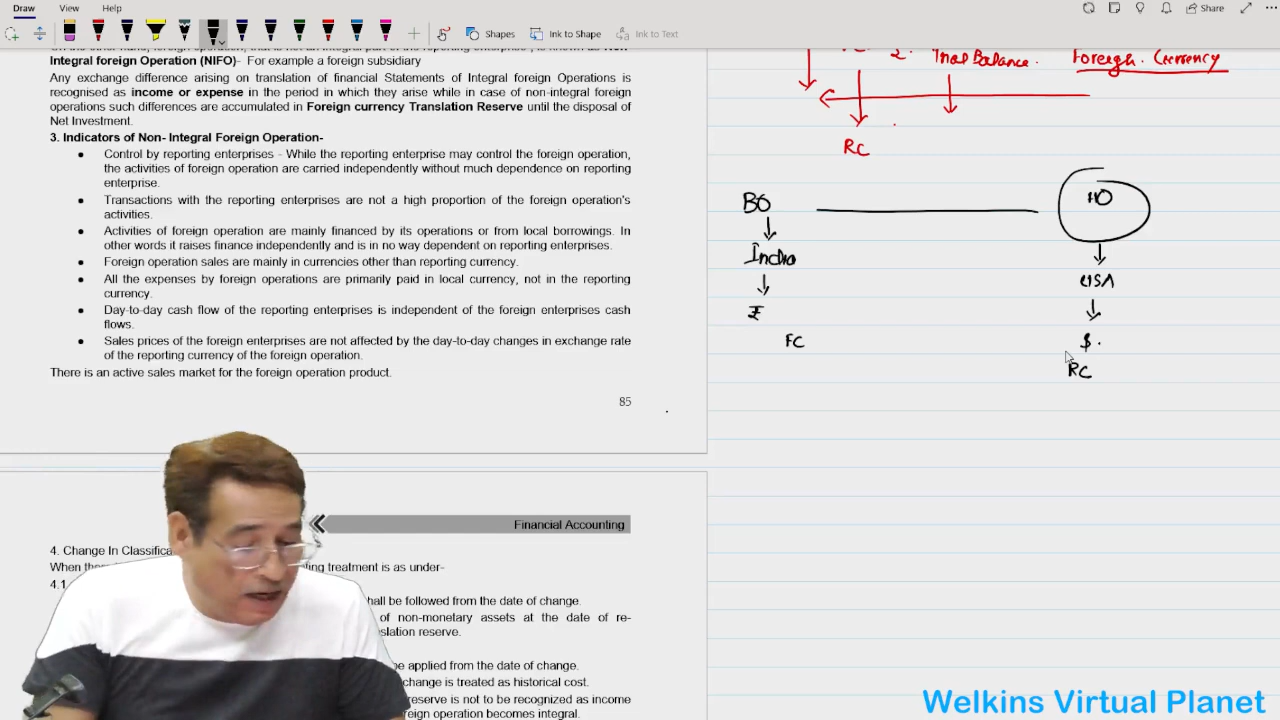 Draw
View
Help
Share
Shapes
Ink to Shape
Ink to Text
Integral foreign Operation (NIFO)- For example a foreign subsidiary
Any exchange difference arising on translation of financial Statements of Integral foreign Operations is
recognised as income or expense in the period in which they arise while in case of non-integral foreign
operations such differences are accumulated in Foreign currency Translation Reserve until the disposal of
Net Investment.
3. Indicators of Non- Integral Foreign Operation-
● Control by reporting enterprises - While the reporting enterprise may control the foreign operation,
the activities of foreign operation are carried independently without much dependence on reporting
enterprise.
● Transactions with the reporting enterprises are not a high proportion of the foreign operation's
activities.
● Activities of foreign operation are mainly financed by its operations or from local borrowings. In
other words it raises finance independently and is in no way dependent on reporting enterprises.
● Foreign operation sales are mainly in currencies other than reporting currency.
● All the expenses by foreign operations are primarily paid in local currency, not in the reporting
currency.
● Day-to-day cash flow of the reporting enterprises is independent of the foreign enterprises cash
flows.
● Sales prices of the foreign enterprises are not affected by the day-to-day changes in exchange rate
of the reporting currency of the foreign operation.
There is an active sales market for the foreign operation product.
85
Financial Accounting
4. Change In Classifica
When the
ting treatment is as under-
4.1
hall be followed from the date of change.
of non-monetary assets at the date of re-
slation reserve.
be applied from the date of change.
change is treated as historical cost.
reserve is not to be recognized as income
reign operation becomes integral.
2. Trial Balance. Foreign. Currency
RC
BO
HO
India
USA
₹
$.
FC
RC
Welkins Virtual Planet